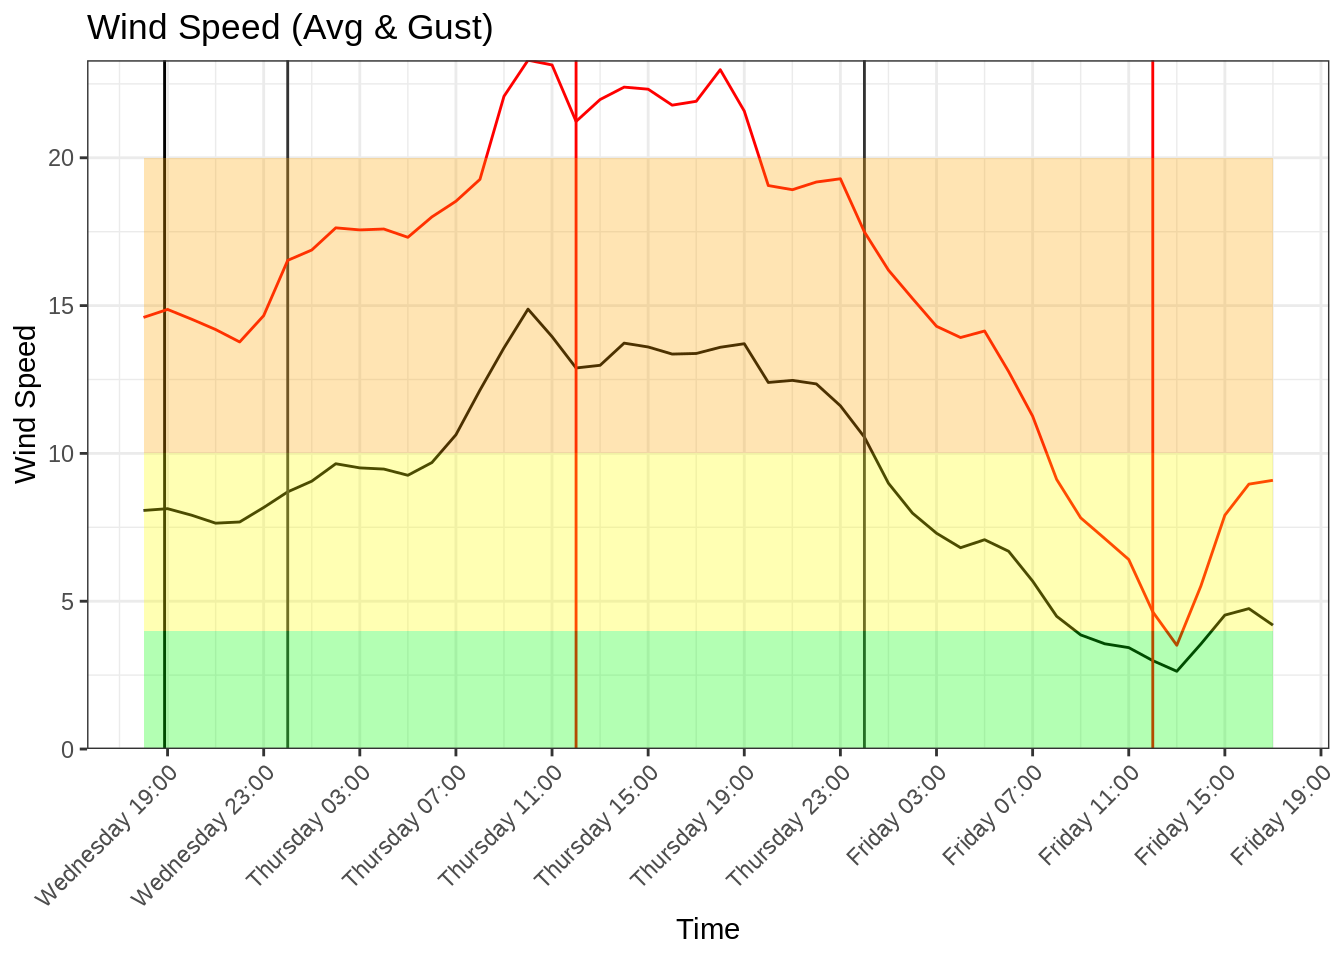 Wind Speed (Avg & Gust)
Wind Speed
20
15
10
5
0
Wednesday 19:00
Wednesday 23:00
Thursday 03:00
Thursday 07:00
Thursday 11:00
Thursday 15:00
Thursday 19:00
Thursday 23:00
Friday 03:00
Friday 07:00
Friday 11:00
Friday 15:00
Friday 19:00
Time